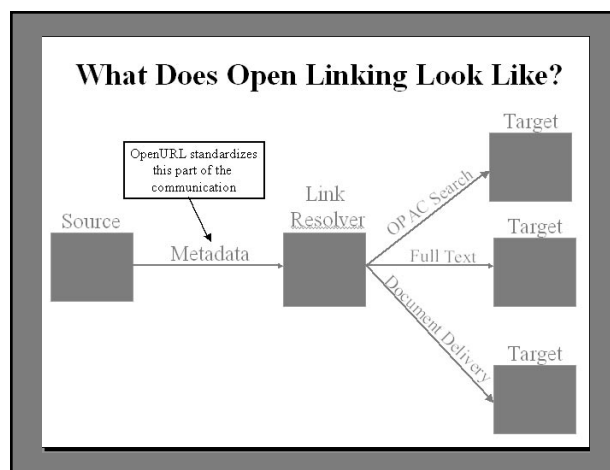 What Does Open Linking Look Like?
OpenURL standardizes
this part of the
communication
Source
Metadata
Link
Resolver
OPAC Search
Full Text
Document Delivery
Target
Target
Target